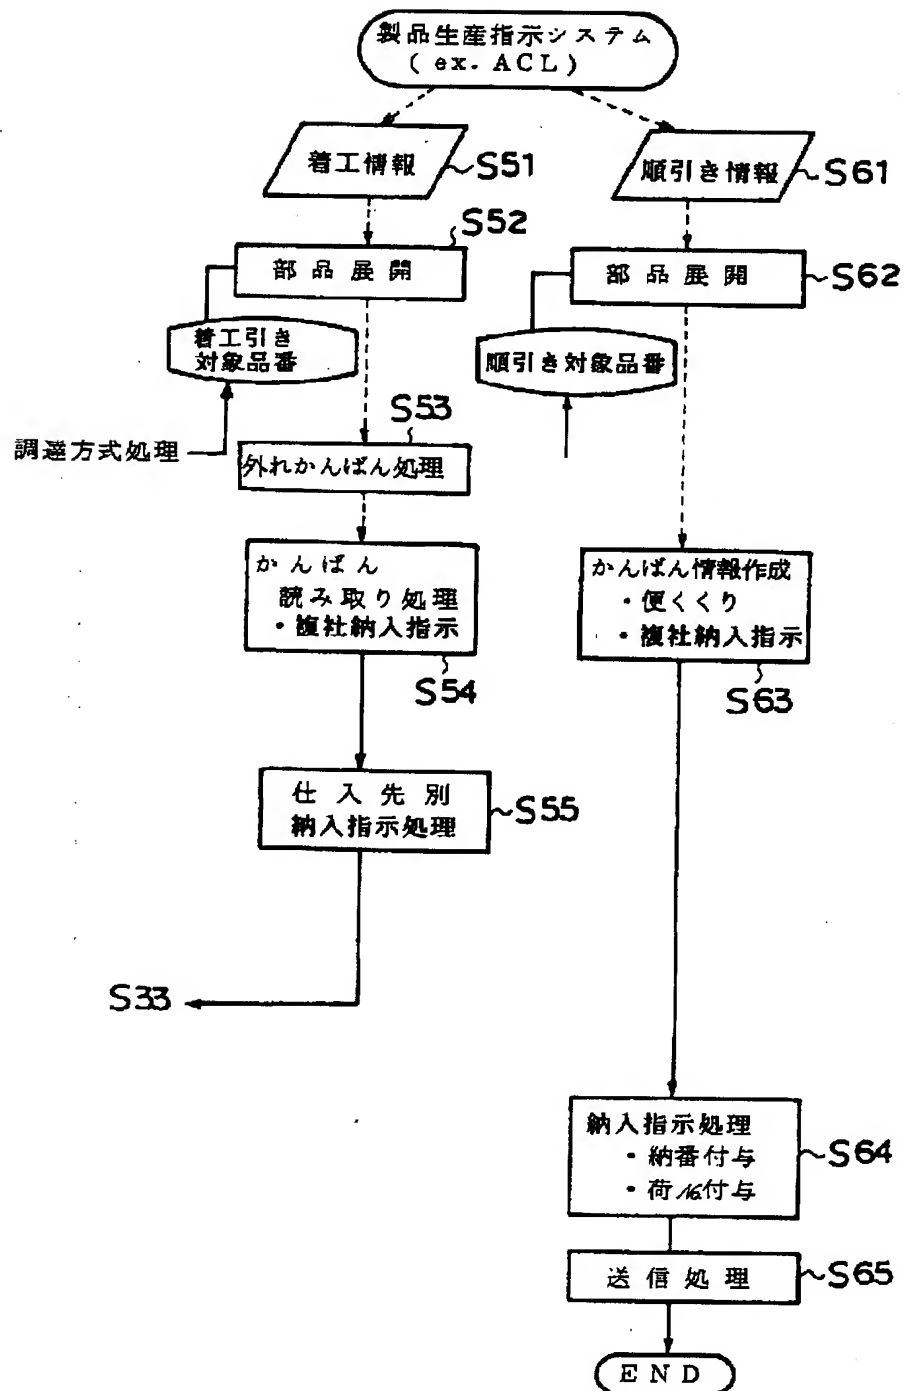 製品生産指示システム
(ex. ACL)
着工情報
S51
順引き情報
S61
S52
部品展開
部品展開
S62
着工引き
対象品番
順引き対象品番
S53
調達方式処理
外れかんばん処理
かんばん
読み取り処理
・複社納入指示
S54
かんばん情報作成
・便くくり
・複社納入指示
S63
仕入先別
納入指示処理
S55
S33
納入指示処理
・納番付与
・荷№付与
S64
送信処理
S65
END